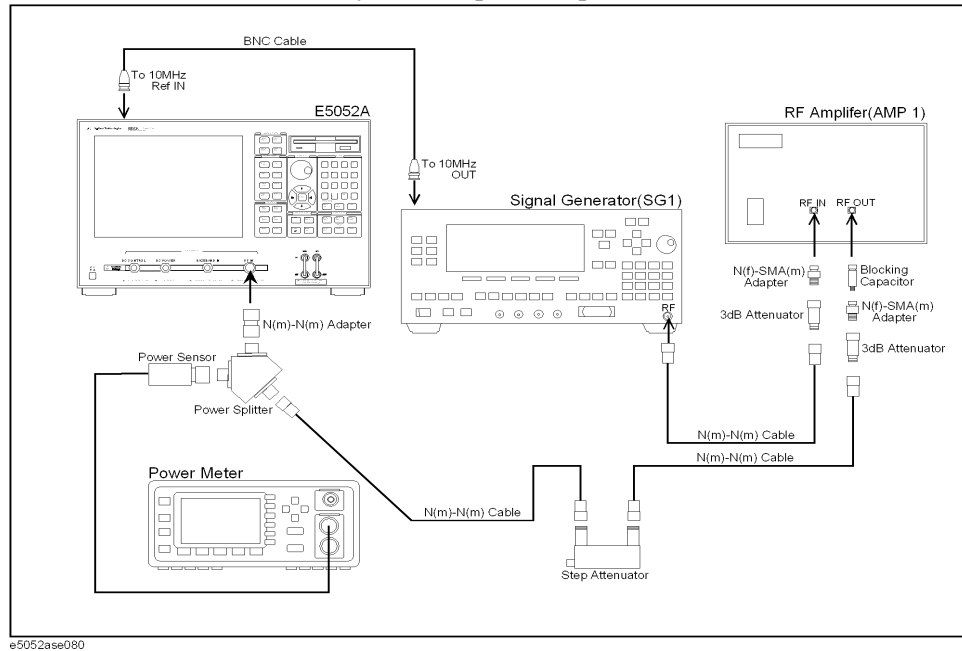 BNC Cable
To 10MHz
Ref IN
E5052A
RF Amplifer(AMP 1)
To 10MHz
OUT
Signal Generator(SG1)
RF IN
RF OUT
N(f)-SMA(m)
Adapter
Blocking
Capacitor
3dB Attenuator
N(f)-SMA(m)
Adapter
3dB Attenuator
RF
N(m)-N(m) Adapter
Power Sensor
Power Splitter
N(m)-N(m) Cable
N(m)-N(m) Cable
Power Meter
N(m)-N(m) Cable
Step Attenuator
e5052ase080